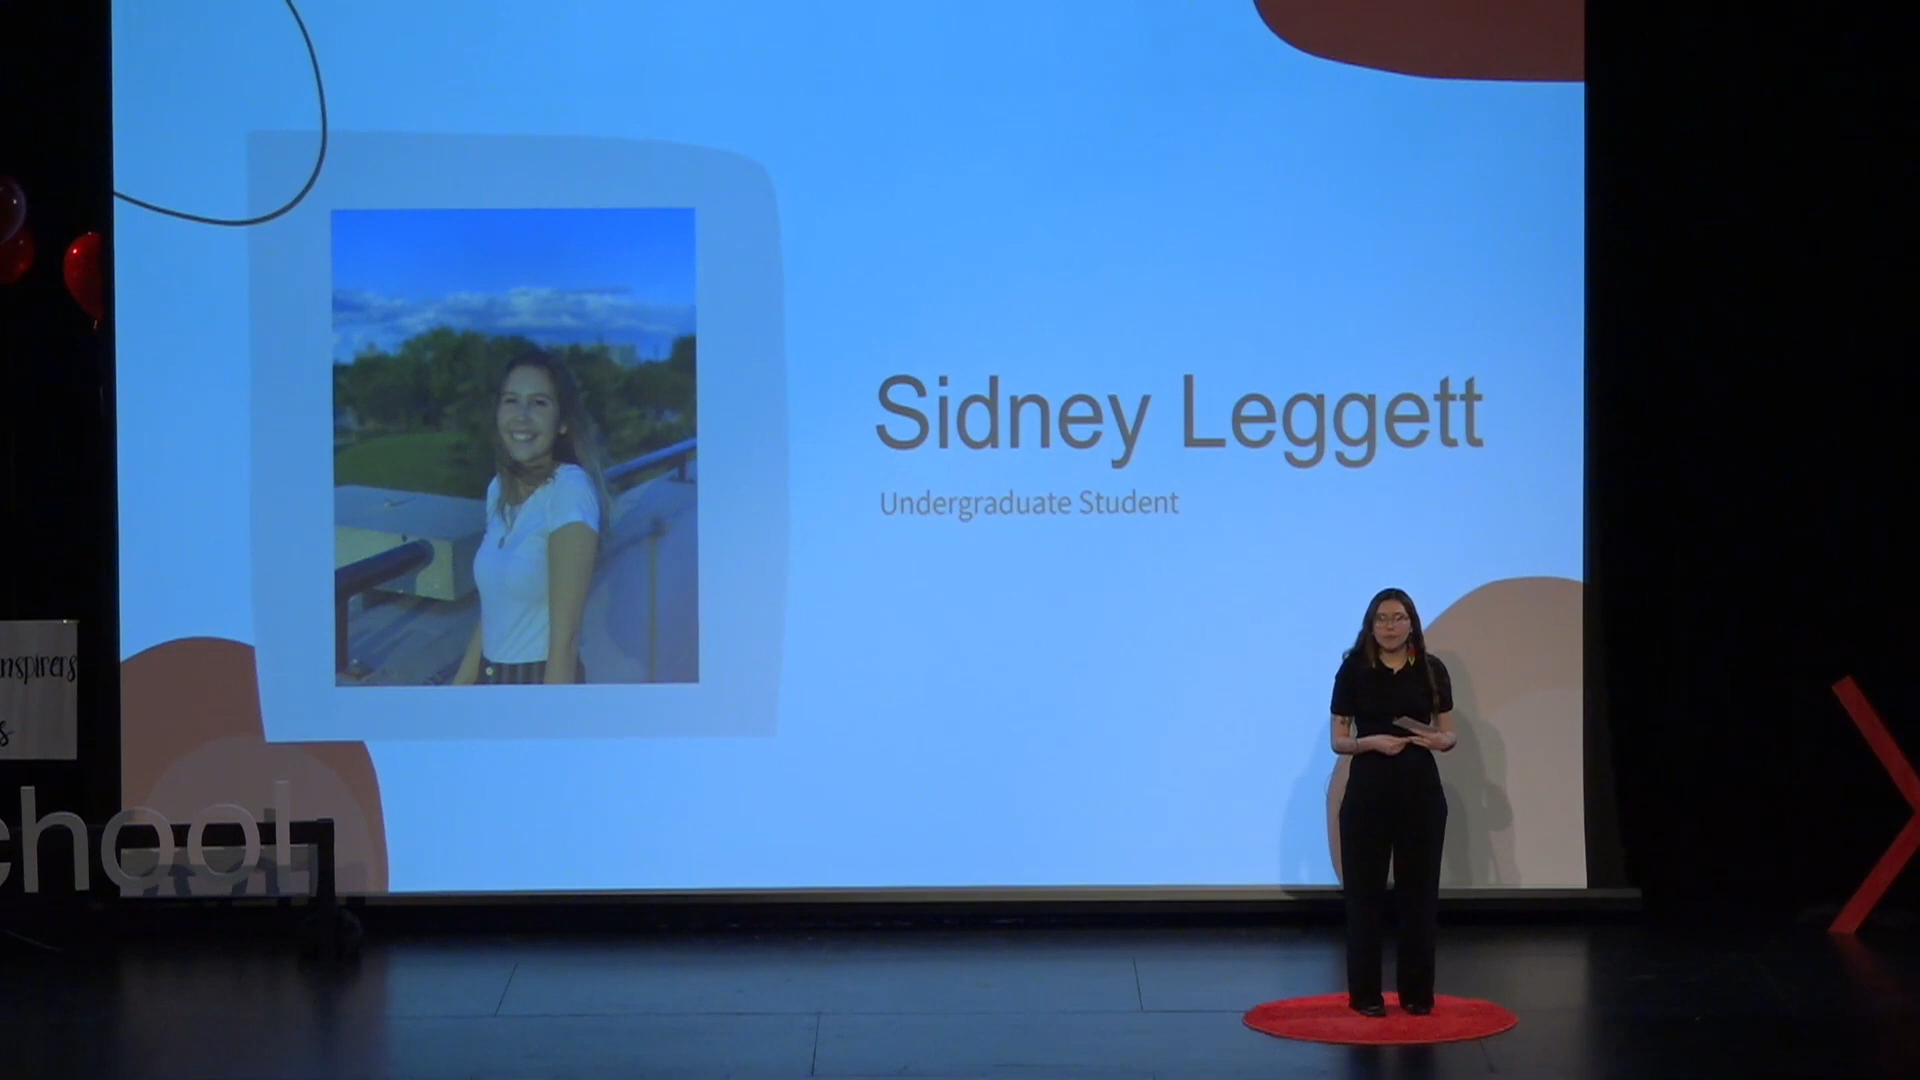 Sidney Leggett
Undergraduate Student
nspirers
s
chool
X